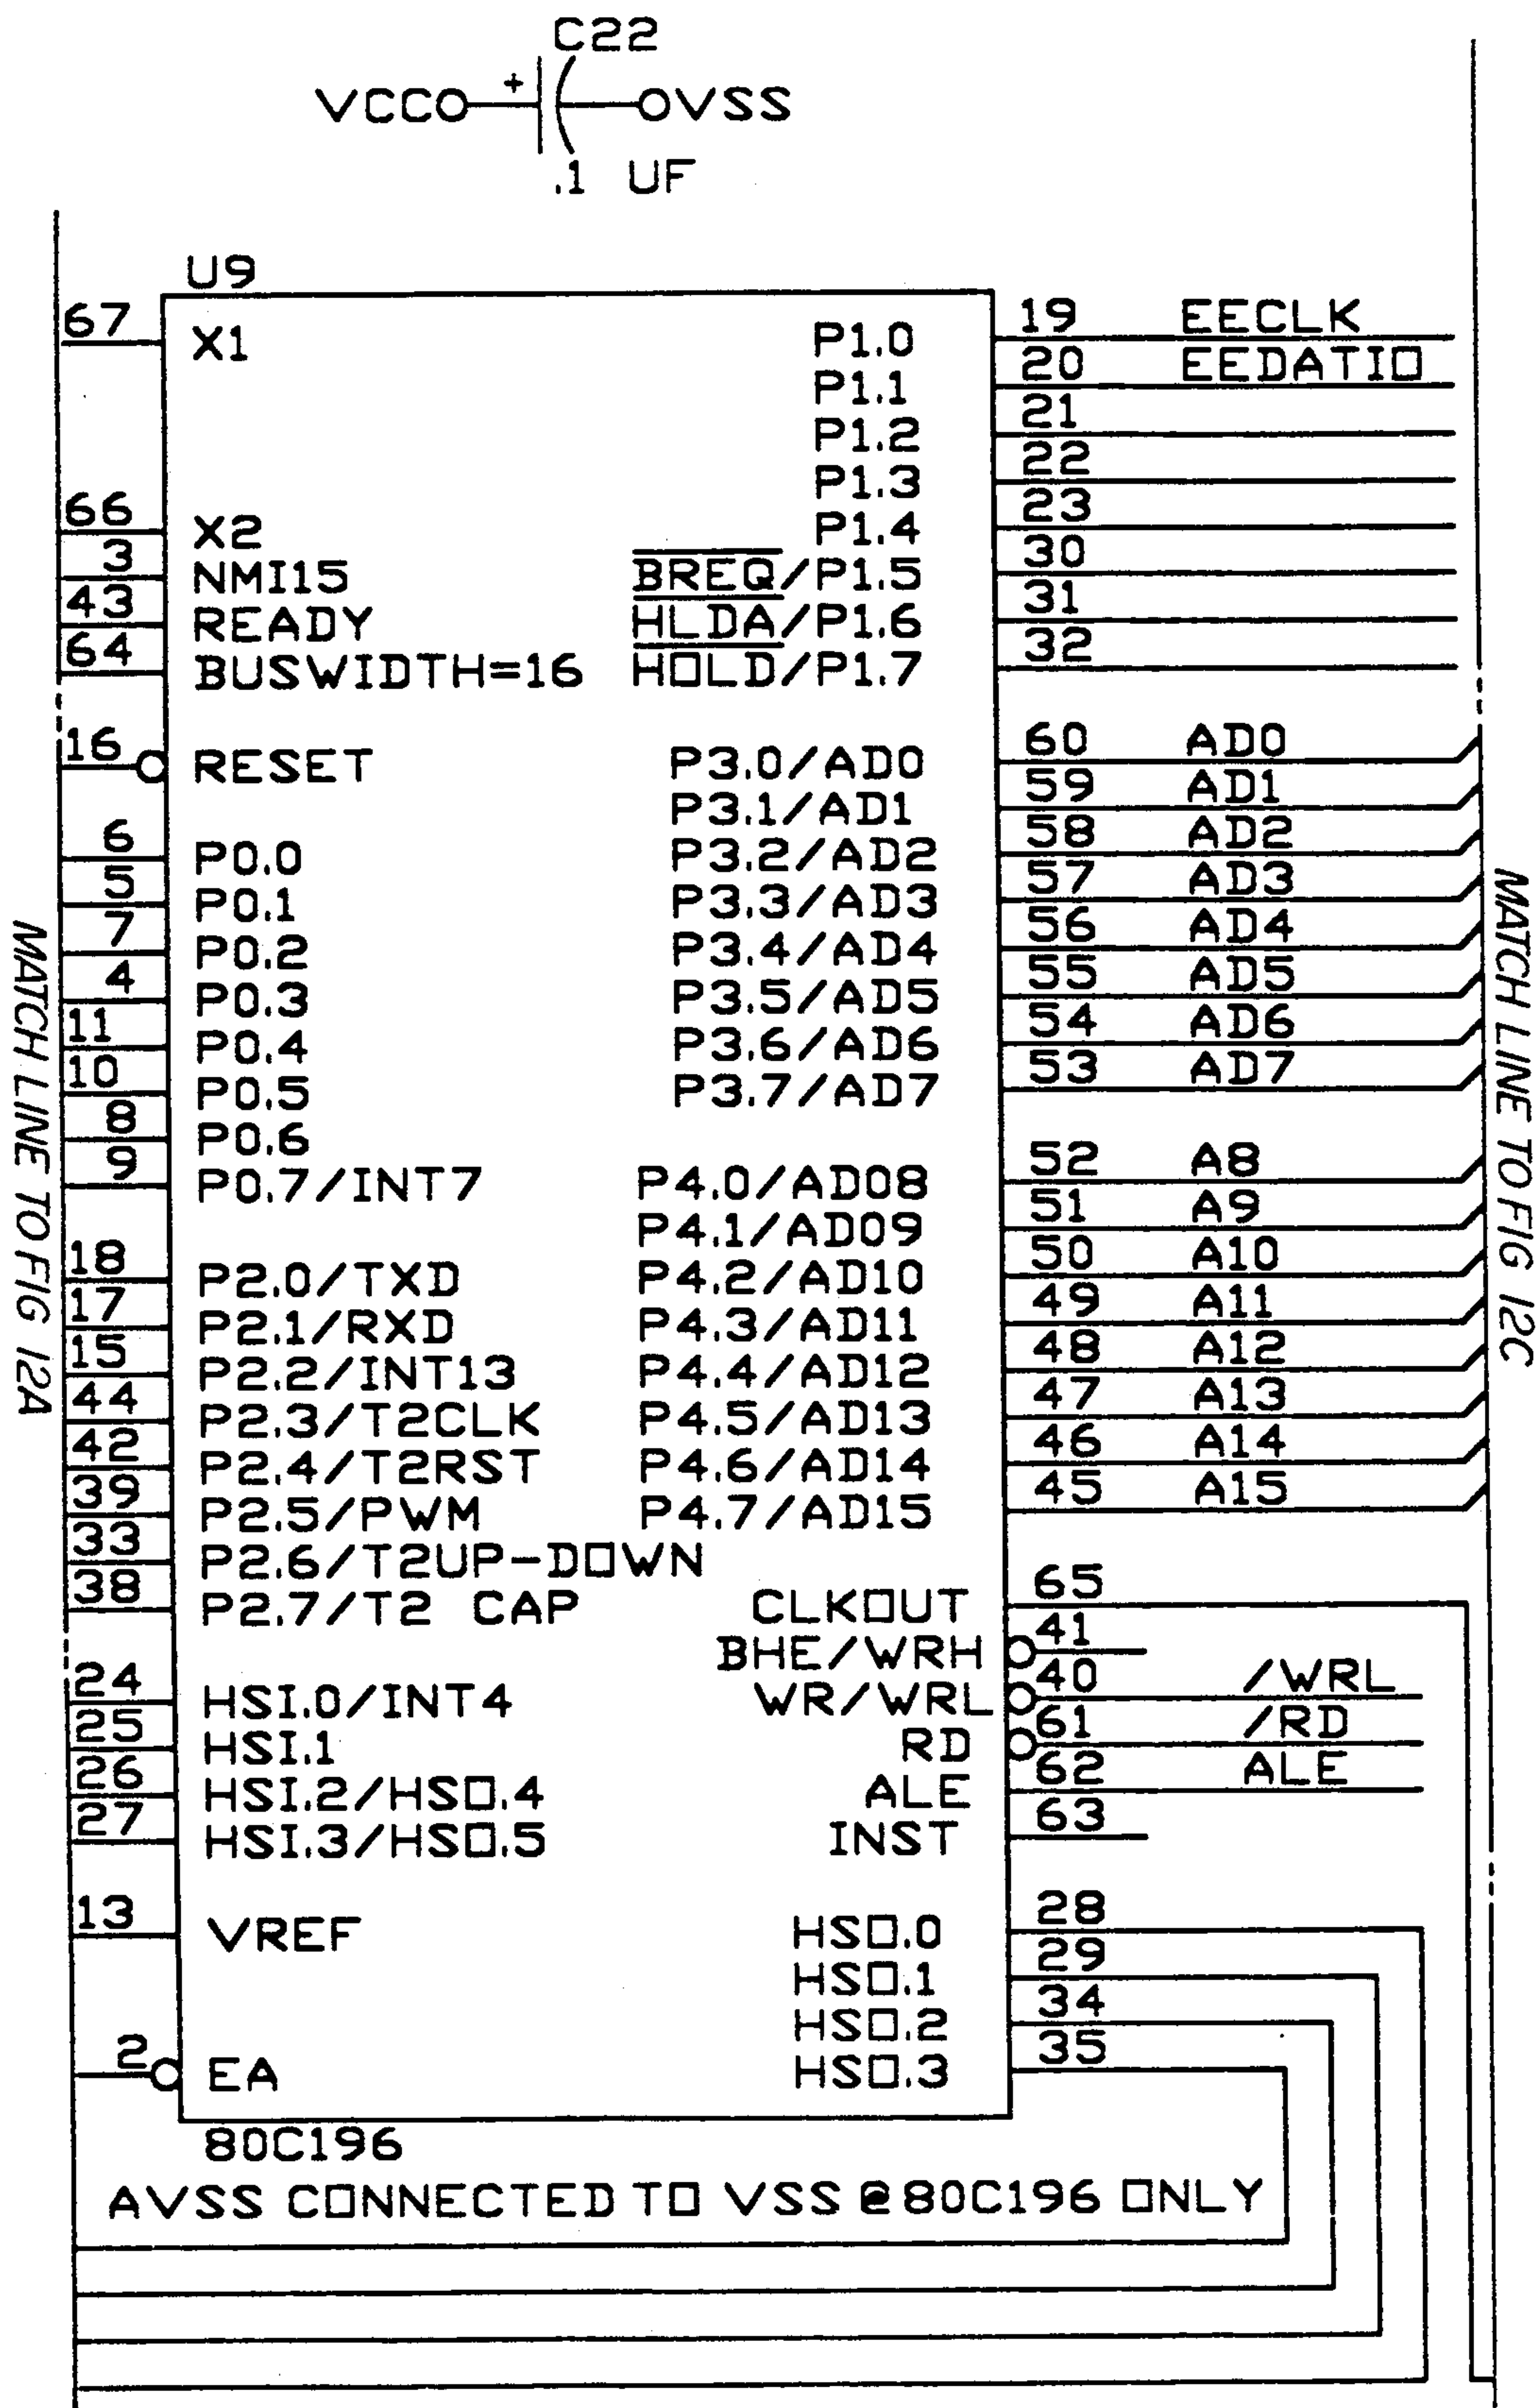 C22
VCC + VSS
.1 UF
U9
67 X1 P1.0 19 EECLK
P1.1 20 EEDATIO
P1.2 21
P1.3 22
66 X2 P1.4 23
3 NMI15 BREQ/P1.5 30
43 READY HLDA/P1.6 31
64 BUSWIDTH=16 HOLD/P1.7 32
16 RESET P3.0/AD0 60 AD0
P3.1/AD1 59 AD1
6 P0.0 P3.2/AD2 58 AD2
5 P0.1 P3.3/AD3 57 AD3
7 P0.2 P3.4/AD4 56 AD4
4 P0.3 P3.5/AD5 55 AD5
11 P0.4 P3.6/AD6 54 AD6
10 P0.5 P3.7/AD7 53 AD7
8 P0.6
9 P0.7/INT7 P4.0/AD08 52 A8
P4.1/AD09 51 A9
18 P2.0/TXD P4.2/AD10 50 A10
17 P2.1/RXD P4.3/AD11 49 A11
15 P2.2/INT13 P4.4/AD12 48 A12
44 P2.3/T2CLK P4.5/AD13 47 A13
42 P2.4/T2RST P4.6/AD14 46 A14
39 P2.5/PWM P4.7/AD15 45 A15
33 P2.6/T2UP-DOWN
38 P2.7/T2 CAP CLKOUT 65
BHE/WRH 41
24 HSI.0/INT4 WR/WRL 40 /WRL
25 HSI.1 RD 61 /RD
26 HSI.2/HSO.4 ALE 62 ALE
27 HSI.3/HSO.5 INST 63
13 VREF HSO.0 28
HSO.1 29
HSO.2 34
2 EA HSO.3 35
80C196
AVSS CONNECTED TO VSS @ 80C196 ONLY
MATCH LINE TO FIG 12A
MATCH LINE TO FIG 12C